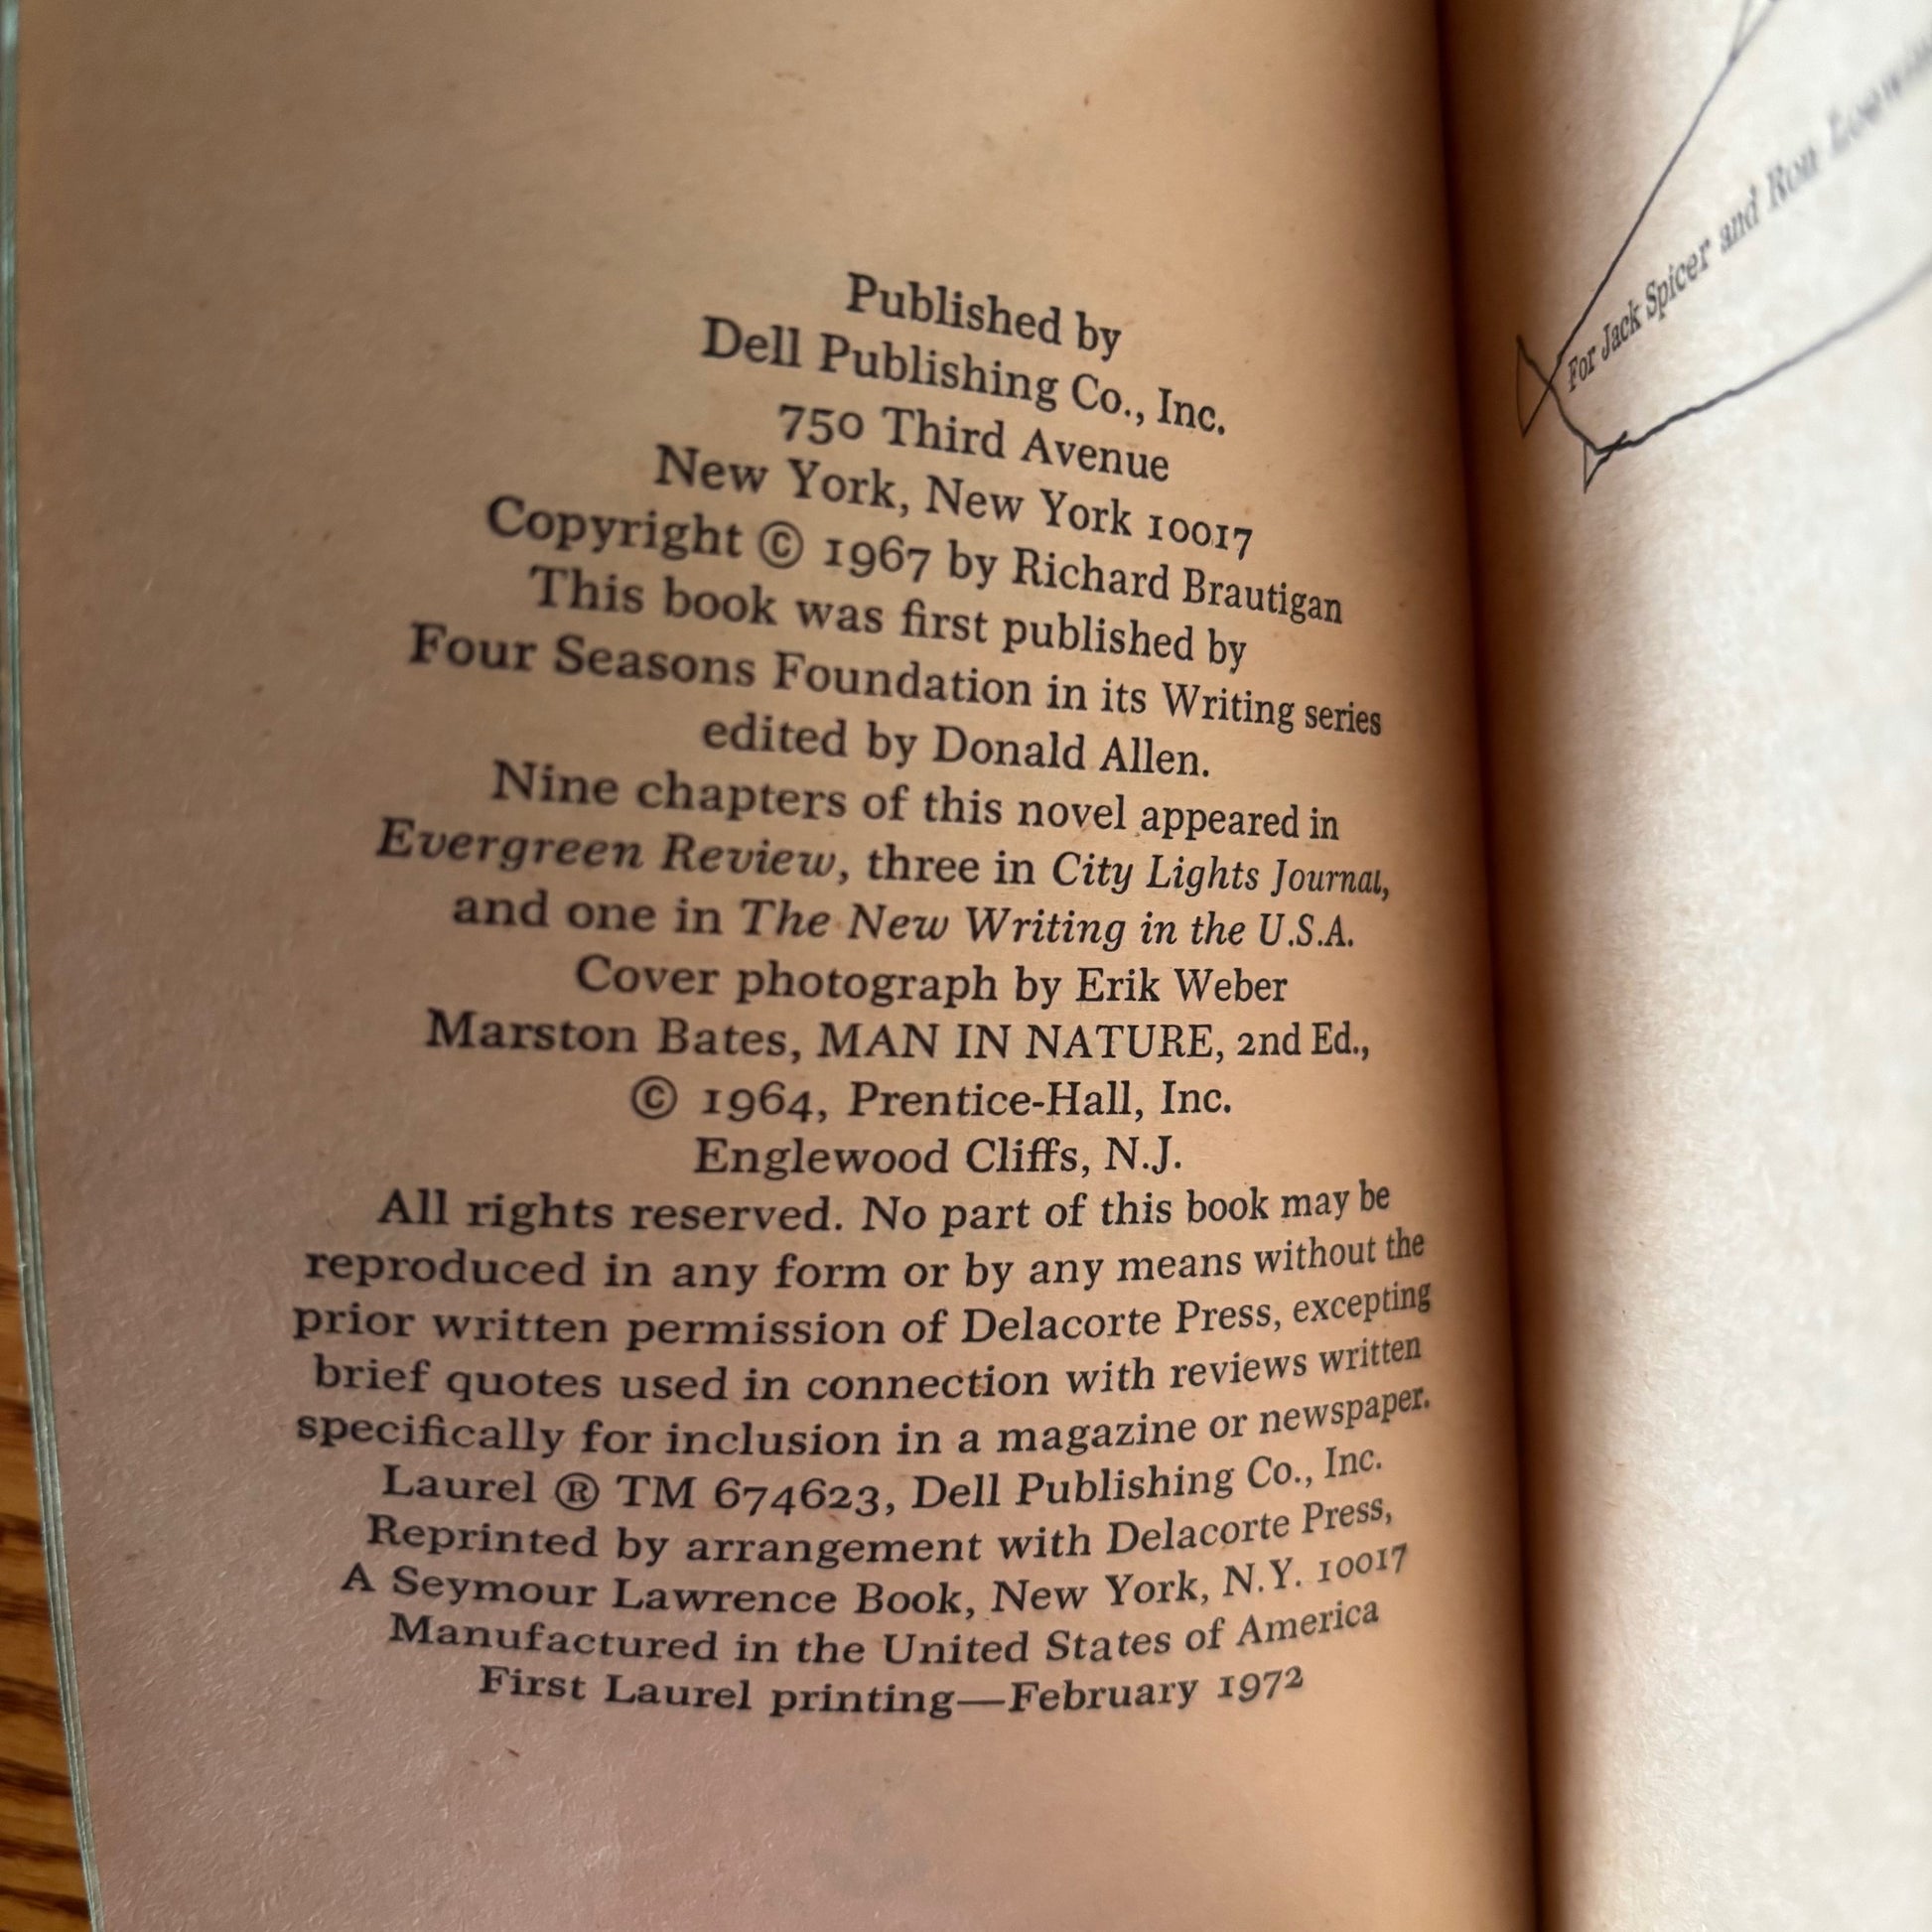 Published by
Dell Publishing Co., Inc.
750 Third Avenue
New York, New York 10017
Copyright © 1967 by Richard Brautigan
This book was first published by
Four Seasons Foundation in its Writing series
edited by Donald Allen.
Nine chapters of this novel appeared in
Evergreen Review, three in City Lights Journal,
and one in The New Writing in the U.S.A.
Cover photograph by Erik Weber
Marston Bates, MAN IN NATURE, 2nd Ed.,
© 1964, Prentice-Hall, Inc.
Englewood Cliffs, N.J.
All rights reserved. No part of this book may be
reproduced in any form or by any means without the
prior written permission of Delacorte Press, excepting
brief quotes used in connection with reviews written
specifically for inclusion in a magazine or newspaper.
Laurel ® TM 674623, Dell Publishing Co., Inc.
Reprinted by arrangement with Delacorte Press,
A Seymour Lawrence Book, New York, N.Y. 10017
Manufactured in the United States of America
First Laurel printing—February 1972
For Jack Spicer and Ron